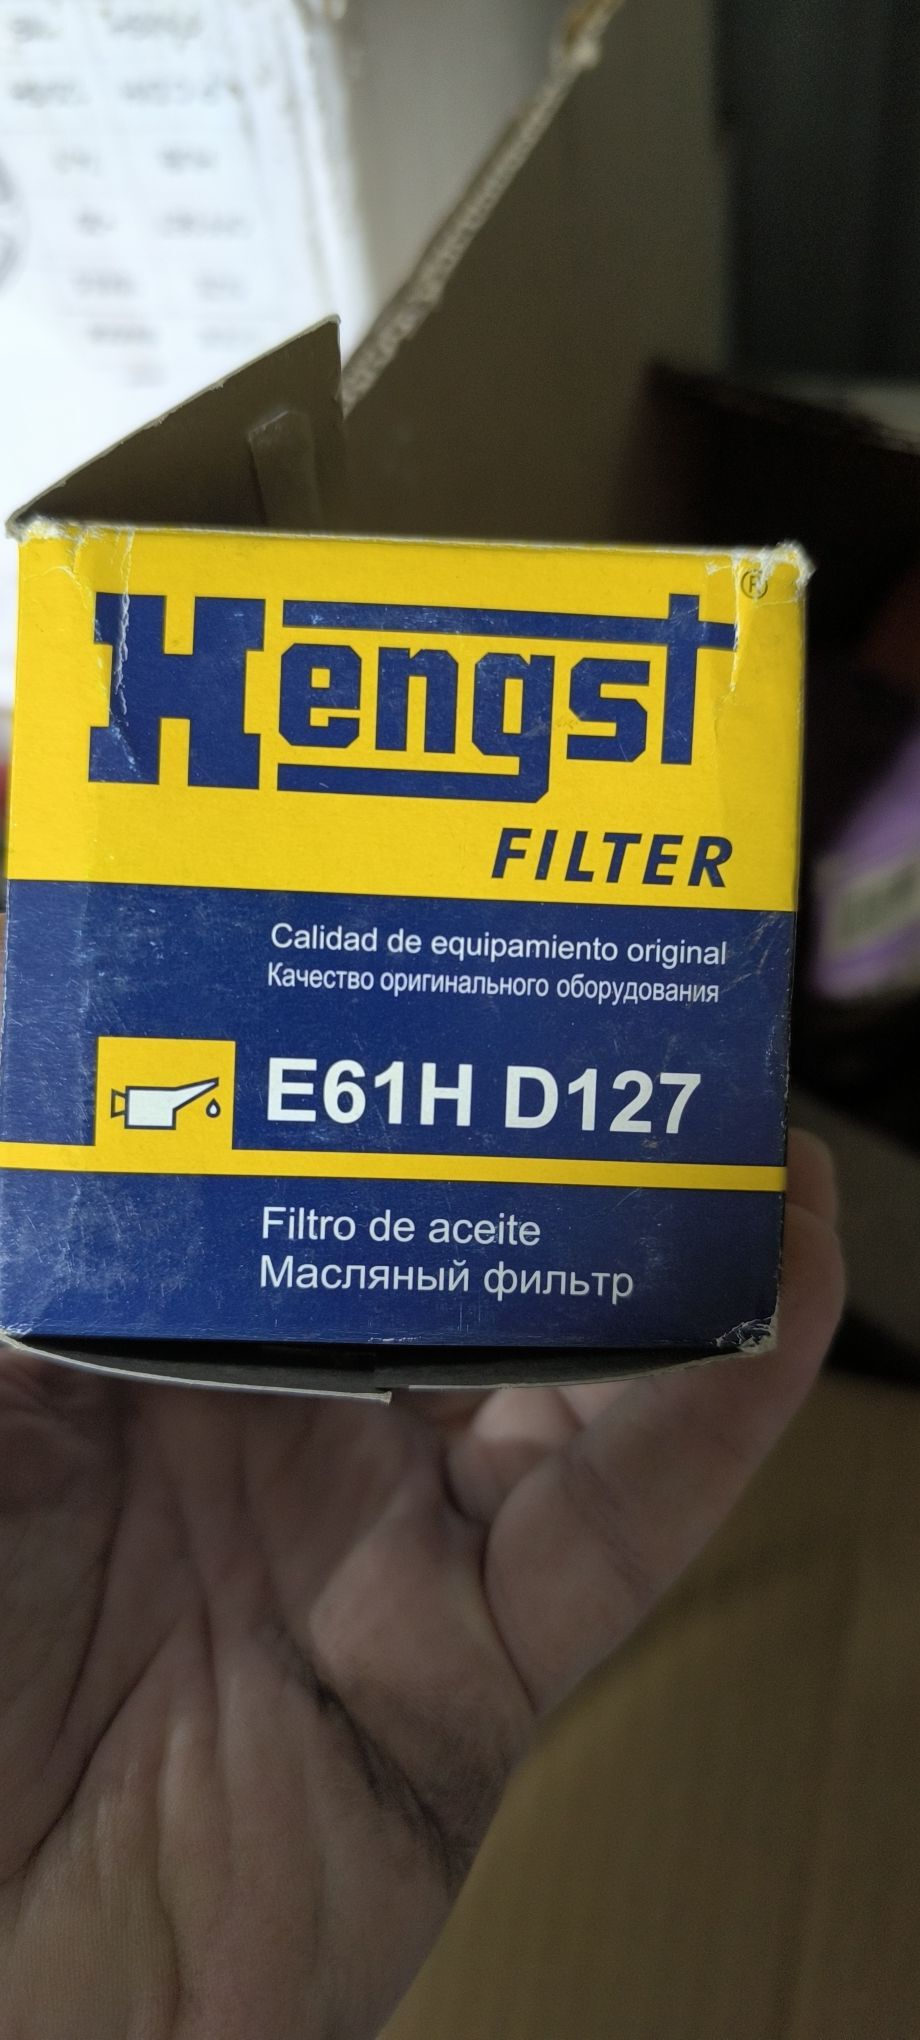 Hengst
®
FILTER
Calidad de equipamiento original
Качество оригинального оборудования
E61H D127
Filtro de aceite
Масляный фильтр